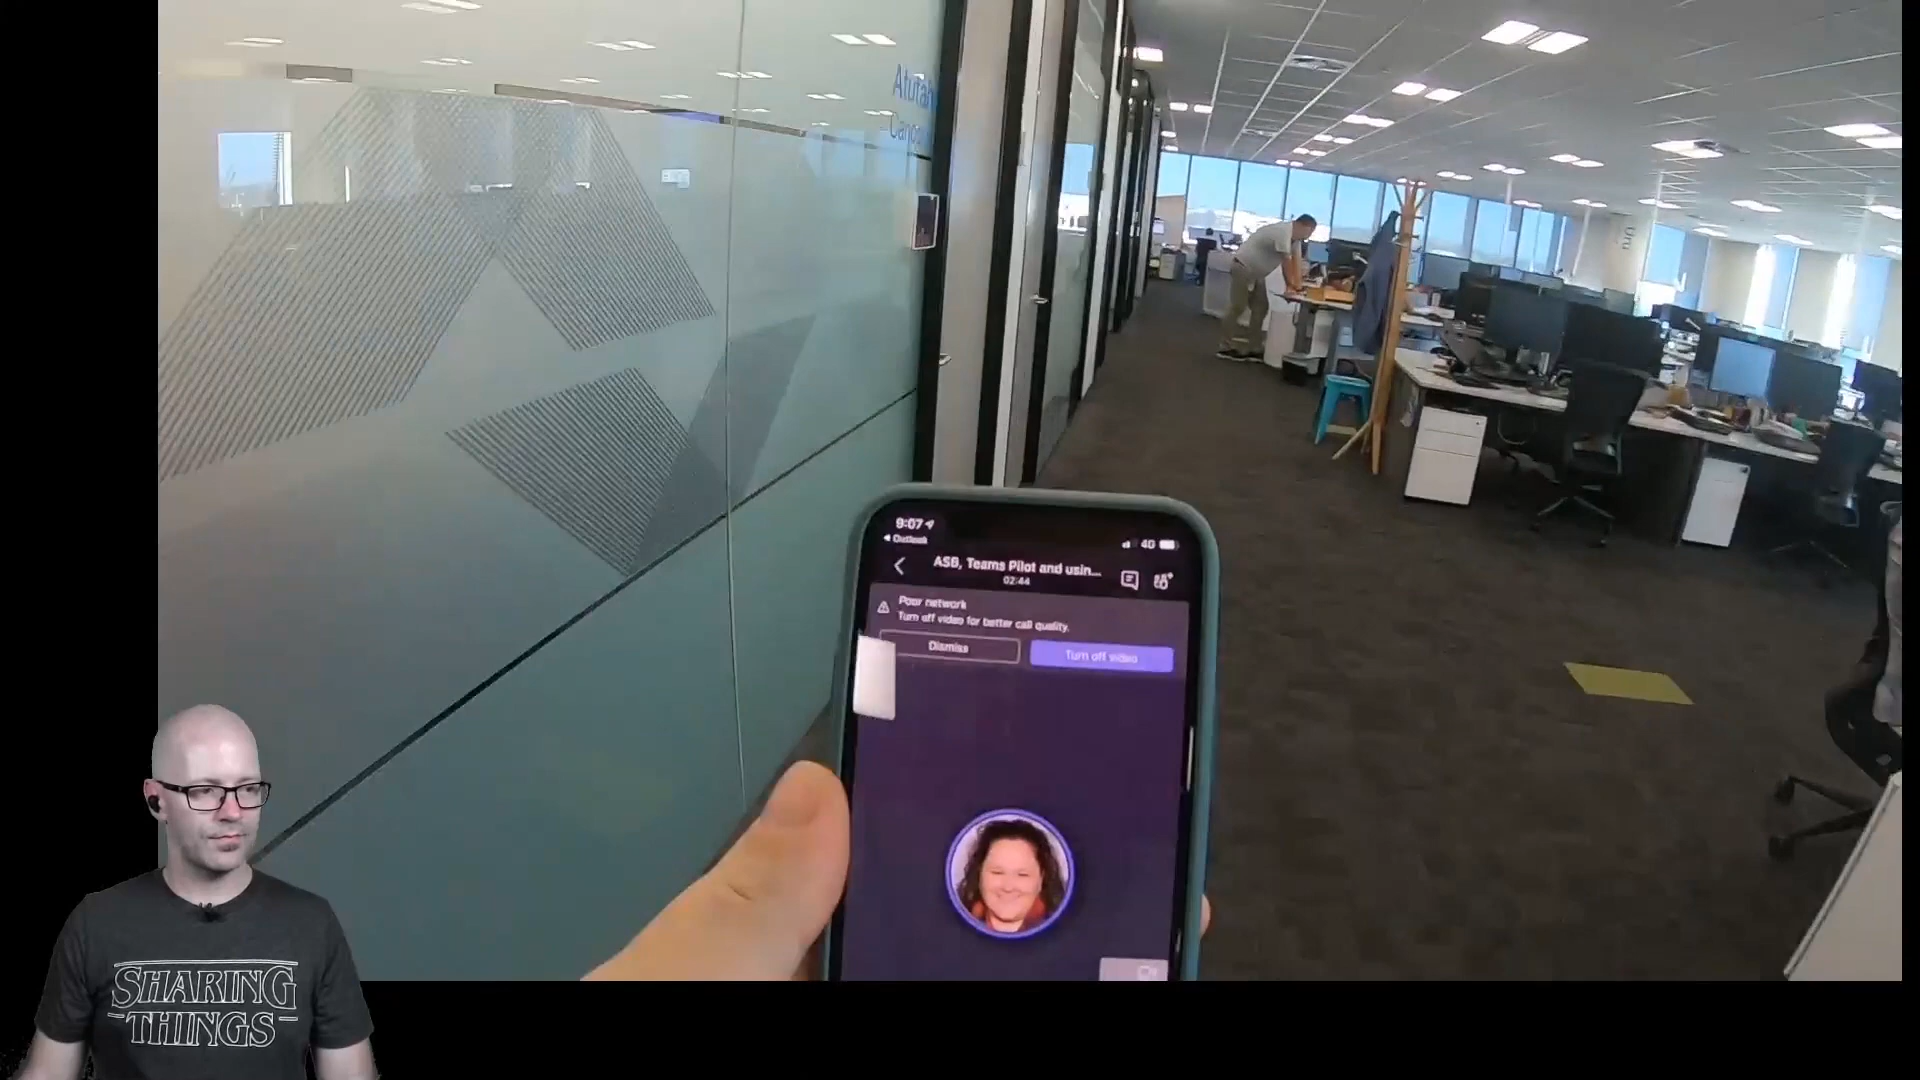 9:07
Outlook
4G
ASB, Teams Pilot and usin...
02:44
Poor network
Turn off video for better call quality.
Dismiss
Turn off video
SHARING
THINGS